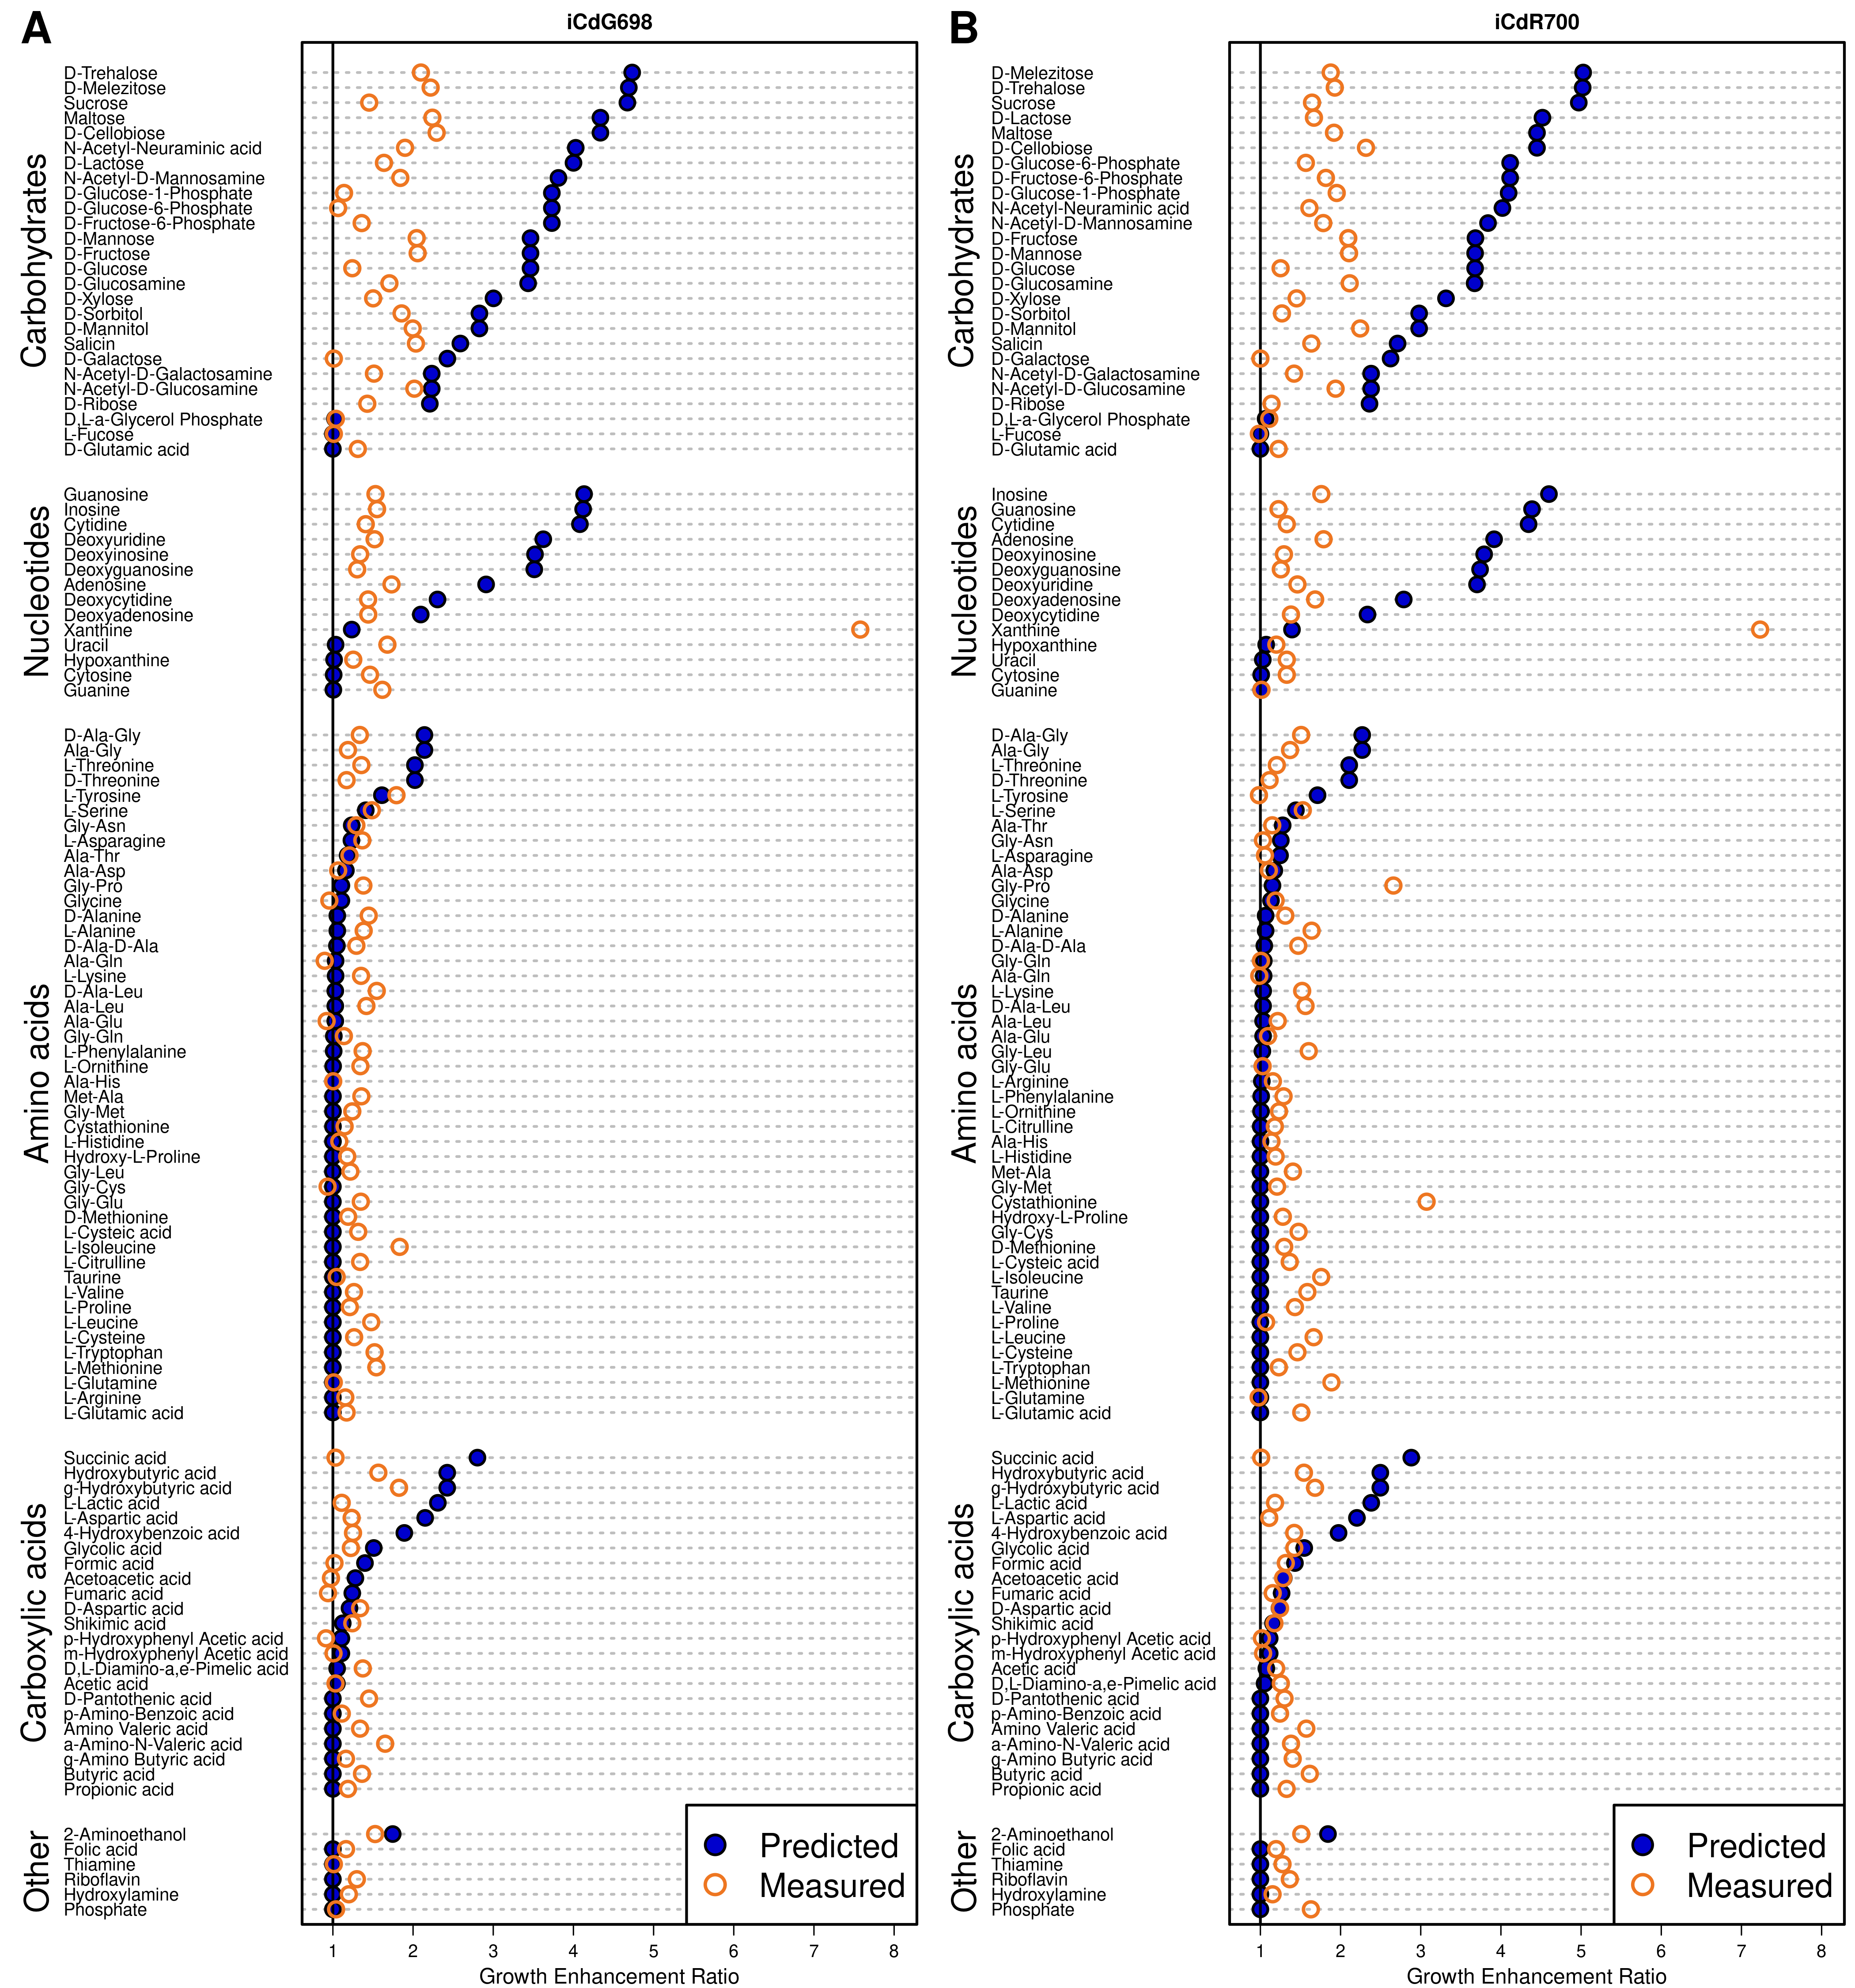 A
iCdG698
Carbohydrates
D-Trehalose
D-Melezitose
Sucrose
Maltose
D-Cellobiose
N-Acetyl-Neuraminic acid
D-Lactose
N-Acetyl-D-Mannosamine
D-Glucose-1-Phosphate
D-Glucose-6-Phosphate
D-Fructose-6-Phosphate
D-Mannose
D-Fructose
D-Glucose
D-Glucosamine
D-Xylose
D-Sorbitol
D-Mannitol
Salicin
D-Galactose
N-Acetyl-D-Galactosamine
N-Acetyl-D-Glucosamine
D-Ribose
D,L-a-Glycerol Phosphate
L-Fucose
D-Glutamic acid
Nucleotides
Guanosine
Inosine
Cytidine
Deoxyuridine
Deoxyinosine
Deoxyguanosine
Adenosine
Deoxycytidine
Deoxyadenosine
Xanthine
Uracil
Hypoxanthine
Cytosine
Guanine
Amino acids
D-Ala-Gly
Ala-Gly
L-Threonine
D-Threonine
L-Tyrosine
L-Serine
Gly-Asn
L-Asparagine
Ala-Thr
Ala-Asp
Gly-Pro
Glycine
D-Alanine
L-Alanine
D-Ala-D-Ala
Ala-Gln
L-Lysine
D-Ala-Leu
Ala-Leu
Ala-Glu
Gly-Gln
L-Phenylalanine
L-Ornithine
Ala-His
Met-Ala
Gly-Met
Cystathionine
L-Histidine
Hydroxy-L-Proline
Gly-Leu
Gly-Cys
Gly-Glu
D-Methionine
L-Cysteic acid
L-Isoleucine
L-Citrulline
Taurine
L-Valine
L-Proline
L-Leucine
L-Cysteine
L-Tryptophan
L-Methionine
L-Glutamine
L-Arginine
L-Glutamic acid
Carboxylic acids
Succinic acid
Hydroxybutyric acid
g-Hydroxybutyric acid
L-Lactic acid
L-Aspartic acid
4-Hydroxybenzoic acid
Glycolic acid
Formic acid
Acetoacetic acid
Fumaric acid
D-Aspartic acid
Shikimic acid
p-Hydroxyphenyl Acetic acid
m-Hydroxyphenyl Acetic acid
D,L-Diamino-a,e-Pimelic acid
Acetic acid
D-Pantothenic acid
p-Amino-Benzoic acid
Amino Valeric acid
a-Amino-N-Valeric acid
g-Amino Butyric acid
Butyric acid
Propionic acid
Other
2-Aminoethanol
Folic acid
Thiamine
Riboflavin
Hydroxylamine
Phosphate
Predicted
Measured
1 2 3 4 5 6 7 8
Growth Enhancement Ratio
B
iCdR700
Carbohydrates
D-Melezitose
D-Trehalose
Sucrose
D-Lactose
Maltose
D-Cellobiose
D-Glucose-6-Phosphate
D-Fructose-6-Phosphate
D-Glucose-1-Phosphate
N-Acetyl-Neuraminic acid
N-Acetyl-D-Mannosamine
D-Fructose
D-Mannose
D-Glucose
D-Glucosamine
D-Xylose
D-Sorbitol
D-Mannitol
Salicin
D-Galactose
N-Acetyl-D-Galactosamine
N-Acetyl-D-Glucosamine
D-Ribose
D,L-a-Glycerol Phosphate
L-Fucose
D-Glutamic acid
Nucleotides
Inosine
Guanosine
Cytidine
Adenosine
Deoxyinosine
Deoxyguanosine
Deoxyuridine
Deoxyadenosine
Deoxycytidine
Xanthine
Hypoxanthine
Uracil
Cytosine
Guanine
Amino acids
D-Ala-Gly
Ala-Gly
L-Threonine
D-Threonine
L-Tyrosine
L-Serine
Ala-Thr
Gly-Asn
L-Asparagine
Ala-Asp
Gly-Pro
Glycine
D-Alanine
L-Alanine
D-Ala-D-Ala
Gly-Gln
Ala-Gln
L-Lysine
D-Ala-Leu
Ala-Leu
Ala-Glu
Gly-Leu
Gly-Glu
L-Arginine
L-Phenylalanine
L-Ornithine
L-Citrulline
Ala-His
L-Histidine
Met-Ala
Gly-Met
Cystathionine
Hydroxy-L-Proline
Gly-Cys
D-Methionine
L-Cysteic acid
L-Isoleucine
Taurine
L-Valine
L-Proline
L-Leucine
L-Cysteine
L-Tryptophan
L-Methionine
L-Glutamine
L-Glutamic acid
Carboxylic acids
Succinic acid
Hydroxybutyric acid
g-Hydroxybutyric acid
L-Lactic acid
L-Aspartic acid
4-Hydroxybenzoic acid
Glycolic acid
Formic acid
Acetoacetic acid
Fumaric acid
D-Aspartic acid
Shikimic acid
p-Hydroxyphenyl Acetic acid
m-Hydroxyphenyl Acetic acid
Acetic acid
D,L-Diamino-a,e-Pimelic acid
D-Pantothenic acid
p-Amino-Benzoic acid
Amino Valeric acid
a-Amino-N-Valeric acid
g-Amino Butyric acid
Butyric acid
Propionic acid
Other
2-Aminoethanol
Folic acid
Thiamine
Riboflavin
Hydroxylamine
Phosphate
Predicted
Measured
1 2 3 4 5 6 7 8
Growth Enhancement Ratio